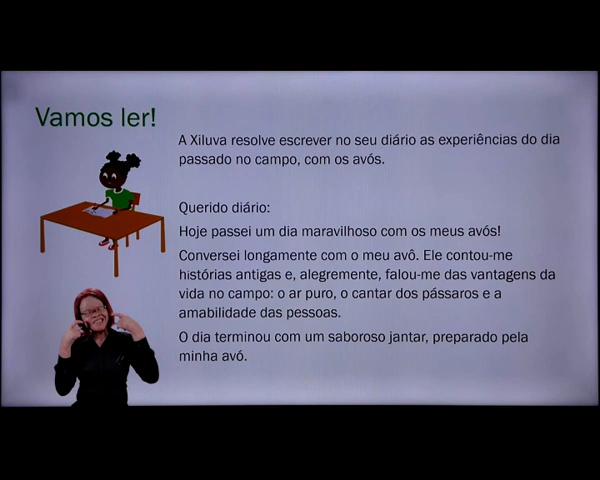 Vamos ler!
A Xiluva resolve escrever no seu diário as experiências do dia
passado no campo, com os avós.
Querido diário:
Hoje passei um dia maravilhoso com os meus avós!
Conversei longamente com o meu avô. Ele contou-me
histórias antigas e, alegremente, falou-me das vantagens da
vida no campo: o ar puro, o cantar dos pássaros e a
amabilidade das pessoas.
O dia terminou com um saboroso jantar, preparado pela
minha avó.